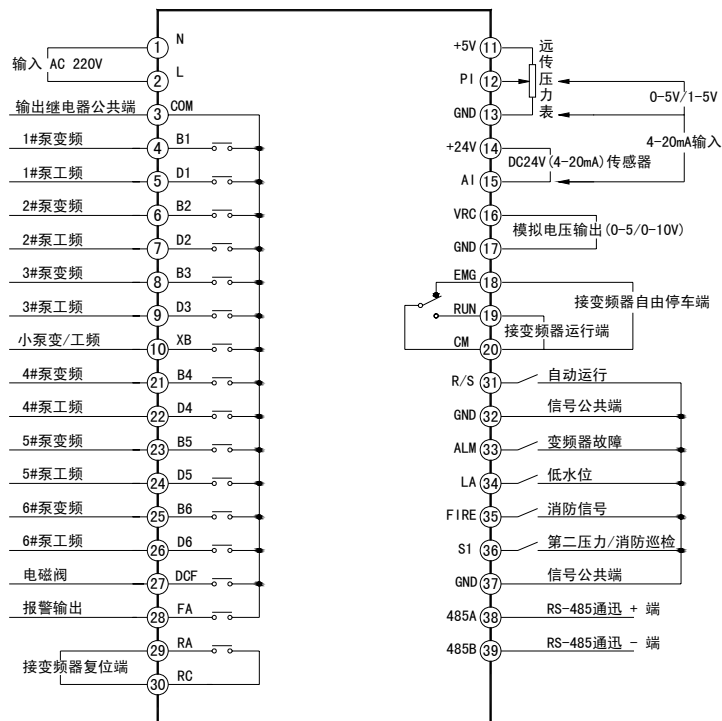 输入 AC 220V
1 N
2 L
输出继电器公共端 3 COM
1#泵变频 4 B1
1#泵工频 5 D1
2#泵变频 6 B2
2#泵工频 7 D2
3#泵变频 8 B3
3#泵工频 9 D3
小泵变/工频 10 XB
4#泵变频 21 B4
4#泵工频 22 D4
5#泵变频 23 B5
5#泵工频 24 D5
6#泵变频 25 B6
6#泵工频 26 D6
电磁阀 27 DCF
报警输出 28 FA
接变频器复位端
29 RA
30 RC
+5V 11
PI 12
GND 13
远传压力表
0-5V/1-5V
4-20mA输入
+24V 14
DC24V(4-20mA)传感器
AI 15
VRC 16
模拟电压输出(0-5/0-10V)
GND 17
EMG 18
接变频器自由停车端
RUN 19
接变频器运行端
CM 20
R/S 31 自动运行
GND 32 信号公共端
ALM 33 变频器故障
LA 34 低水位
FIRE 35 消防信号
S1 36 第二压力/消防巡检
GND 37 信号公共端
485A 38 RS-485通迅 + 端
485B 39 RS-485通迅 - 端